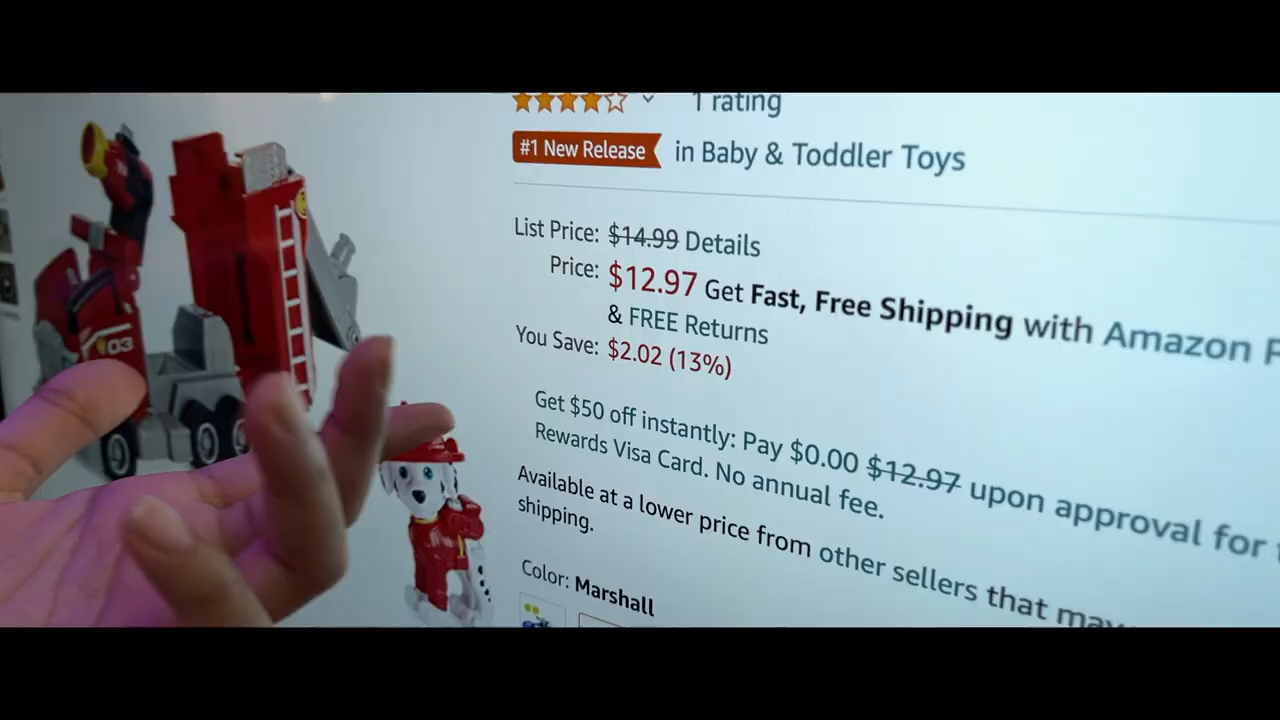 1 rating
#1 New Release in Baby & Toddler Toys
List Price: $14.99 Details
Price: $12.97 Get Fast, Free Shipping with Amazon
& FREE Returns
You Save: $2.02 (13%)
Get $50 off instantly: Pay $0.00 $12.97 upon approval for
Rewards Visa Card. No annual fee.
Available at a lower price from other sellers that may
shipping.
Color: Marshall
03